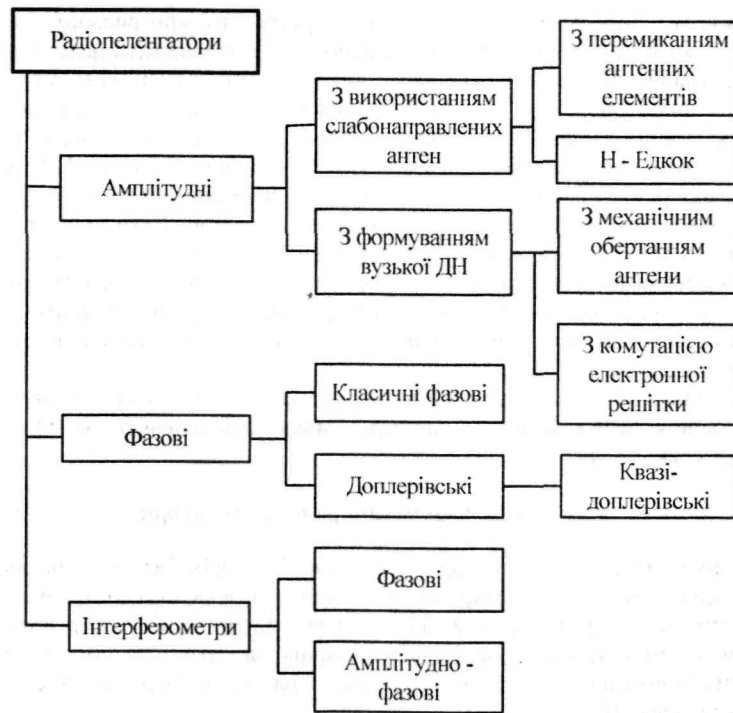 Радіопеленгатори
Амплітудні
З використанням
слабонаправлених
антен
З перемиканням
антенних
елементів
Н - Едкок
З формуванням
вузької ДН
З механічним
обертанням
антени
З комутанією
електронної
решітки
Фазові
Класичні фазові
Доплерівські
Квазі-
доплерівські
Інтерферометри
Фазові
Амплітудно -
фазові